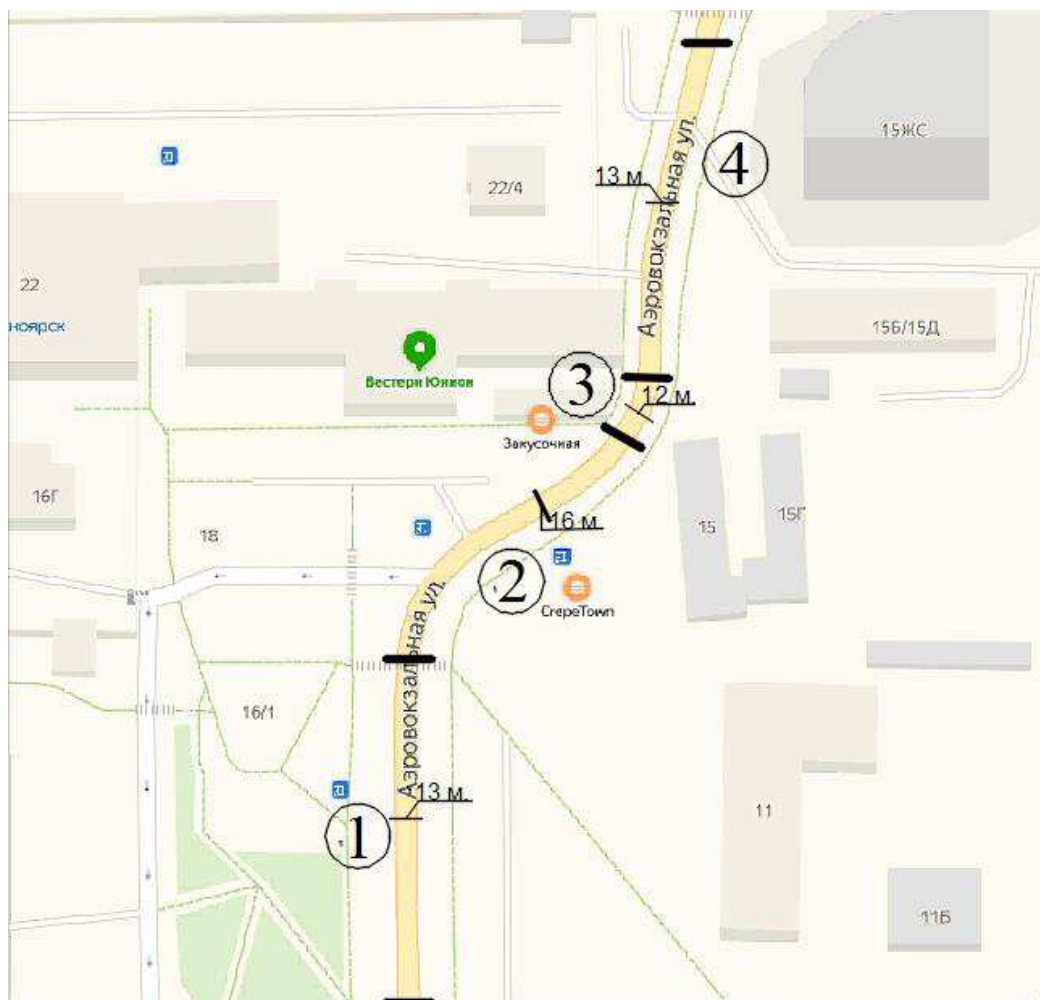 15ЖС
4
22/4
13 м.
Аэровокзальная ул.
22
ноярск
15Б/15Д
Вестерн Юнион
3
12 м.
Закусочная
16Г
18
16 м.
15
15Г
2
CrepeTown
Аэровокзальная ул.
16/1
13 м.
1
11
11Б